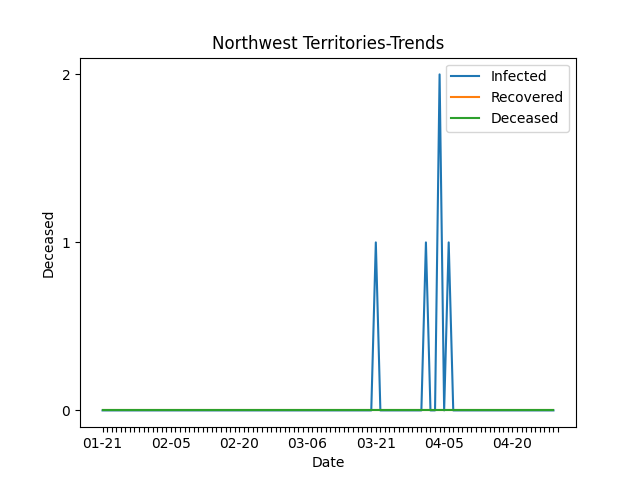 Northwest Territories-Trends
Infected
Recovered
Deceased
2
1
0
Deceased
01-21 02-05 02-20 03-06 03-21 04-05 04-20
Date